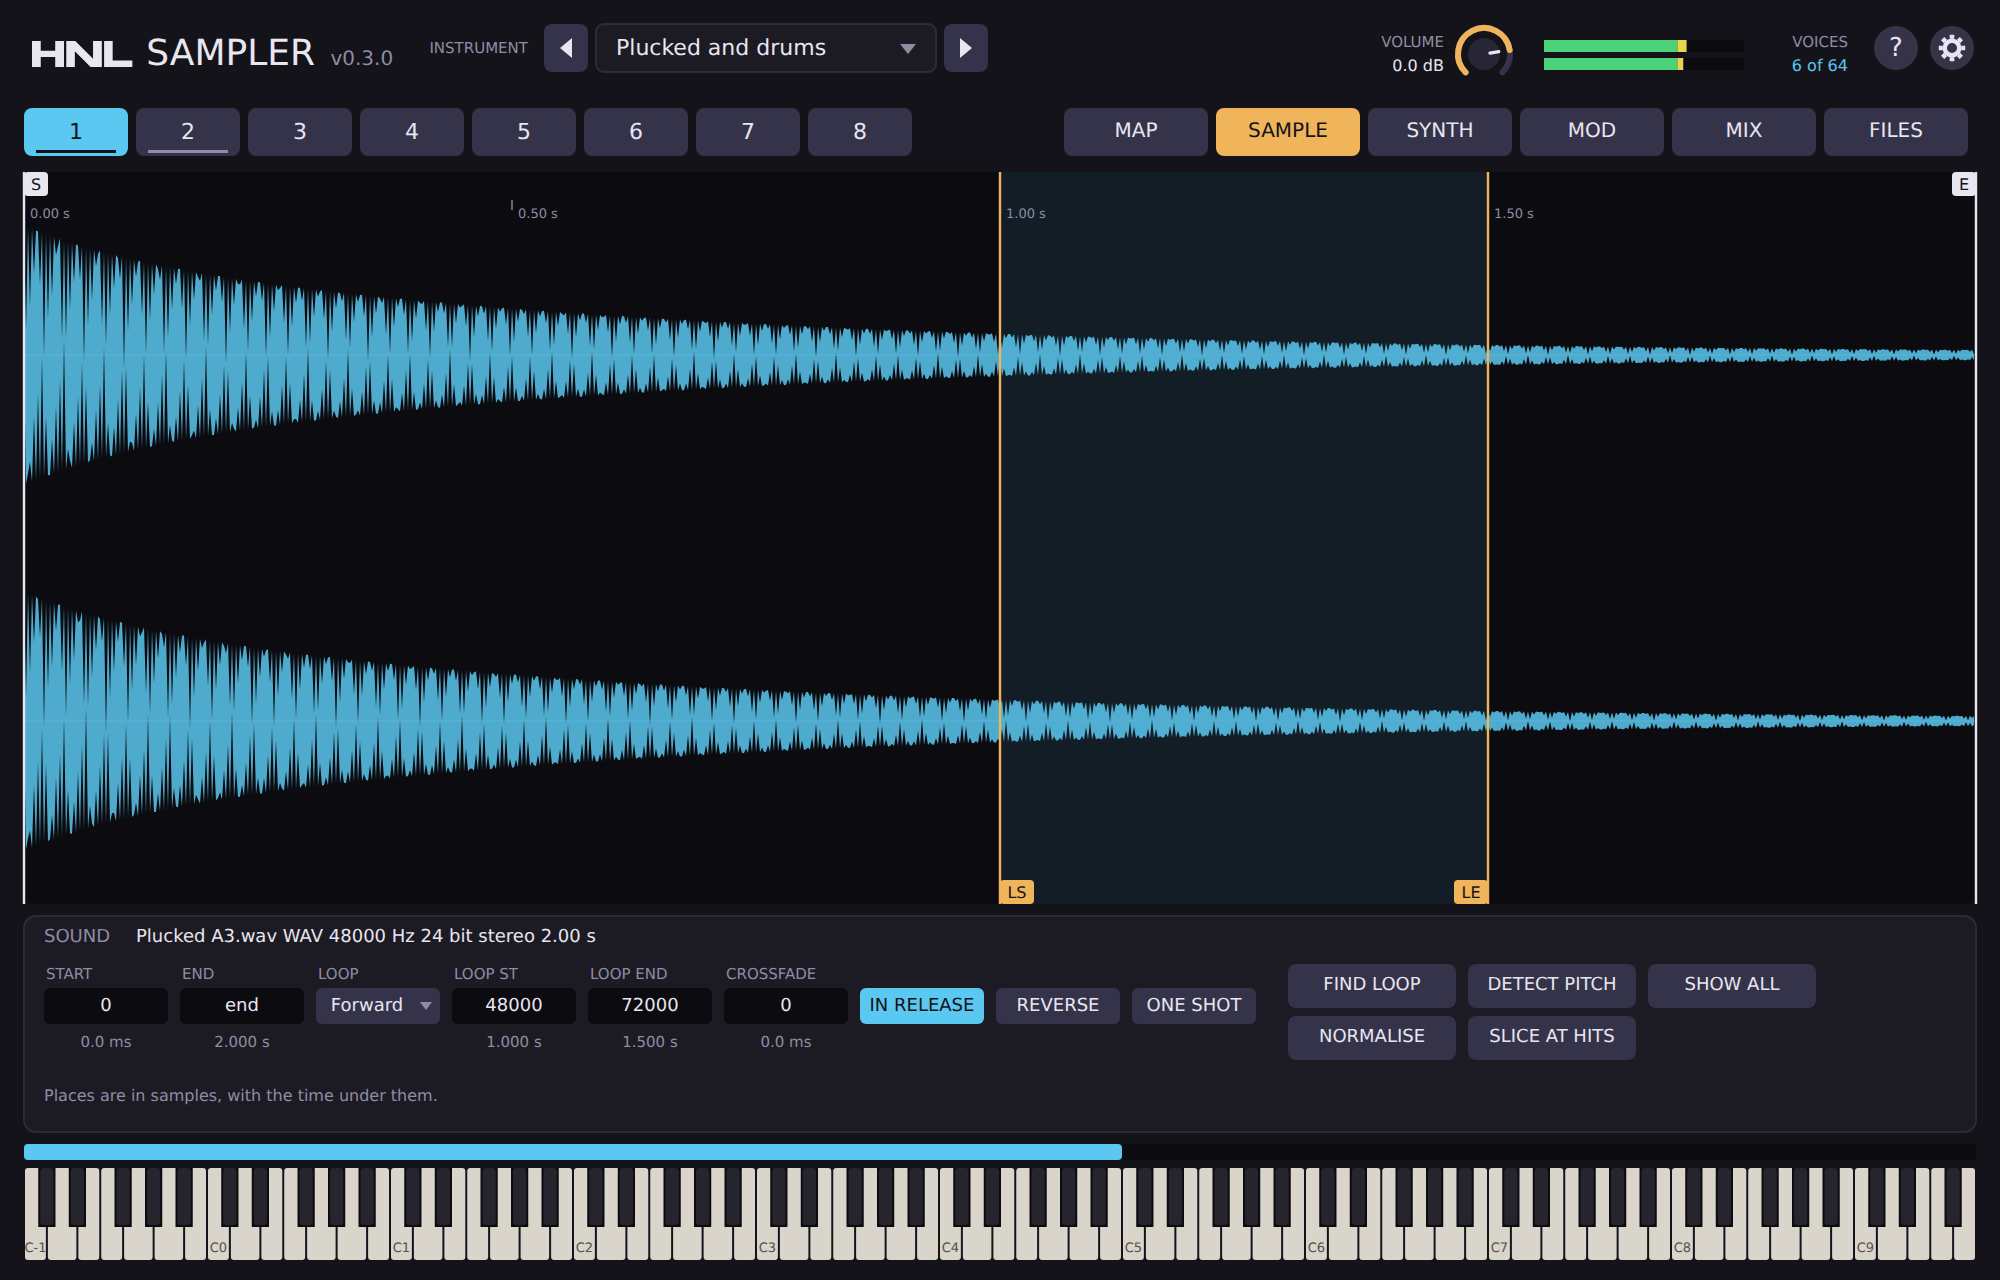 HNL SAMPLER v0.3.0
INSTRUMENT
Plucked and drums
VOLUME
0.0 dB
VOICES
6 of 64
?
1 2 3 4 5 6 7 8
MAP SAMPLE SYNTH MOD MIX FILES
S
E
0.00 s 0.50 s 1.00 s 1.50 s
LS LE
SOUND Plucked A3.wav WAV 48000 Hz 24 bit stereo 2.00 s
START END LOOP LOOP ST LOOP END CROSSFADE
0 end Forward 48000 72000 0 IN RELEASE REVERSE ONE SHOT
0.0 ms 2.000 s 1.000 s 1.500 s 0.0 ms
FIND LOOP DETECT PITCH SHOW ALL
NORMALISE SLICE AT HITS
Places are in samples, with the time under them.
C-1 C0 C1 C2 C3 C4 C5 C6 C7 C8 C9